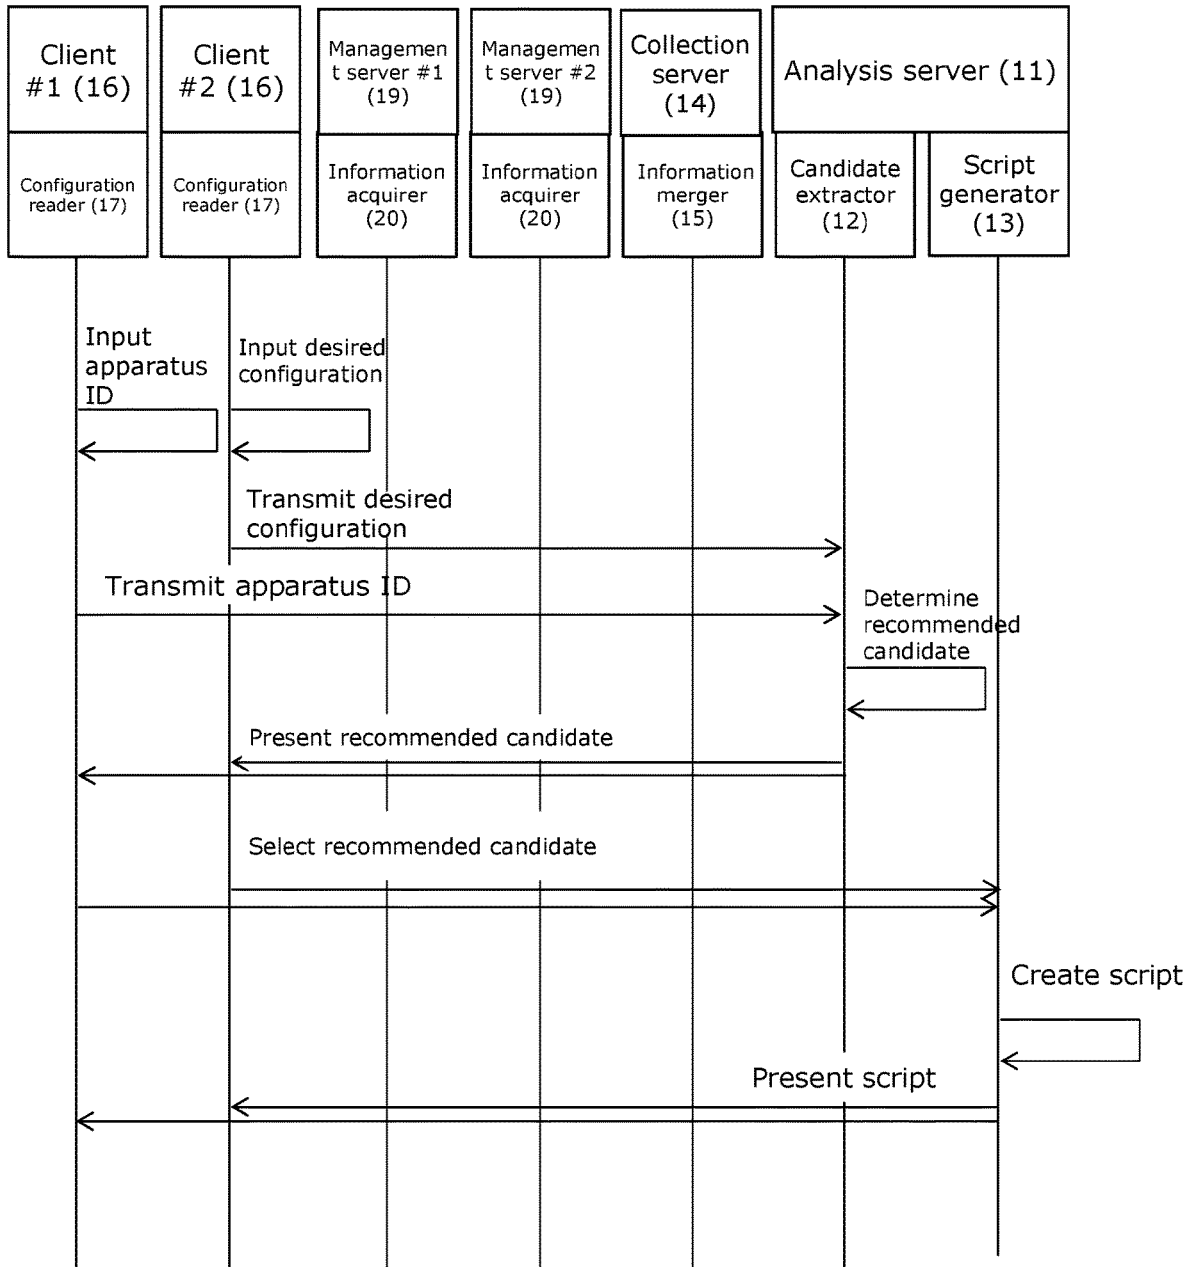 Client
#1 (16)
Client
#2 (16)
Managemen
t server #1
(19)
Managemen
t server #2
(19)
Collection
server
(14)
Analysis server (11)
Configuration
reader (17)
Configuration
reader (17)
Information
acquirer
(20)
Information
acquirer
(20)
Information
merger
(15)
Candidate
extractor
(12)
Script
generator
(13)
Input
apparatus
ID
Input desired
configuration
Transmit desired
configuration
Transmit apparatus ID
Determine
recommended
candidate
Present recommended candidate
Select recommended candidate
Create script
Present script